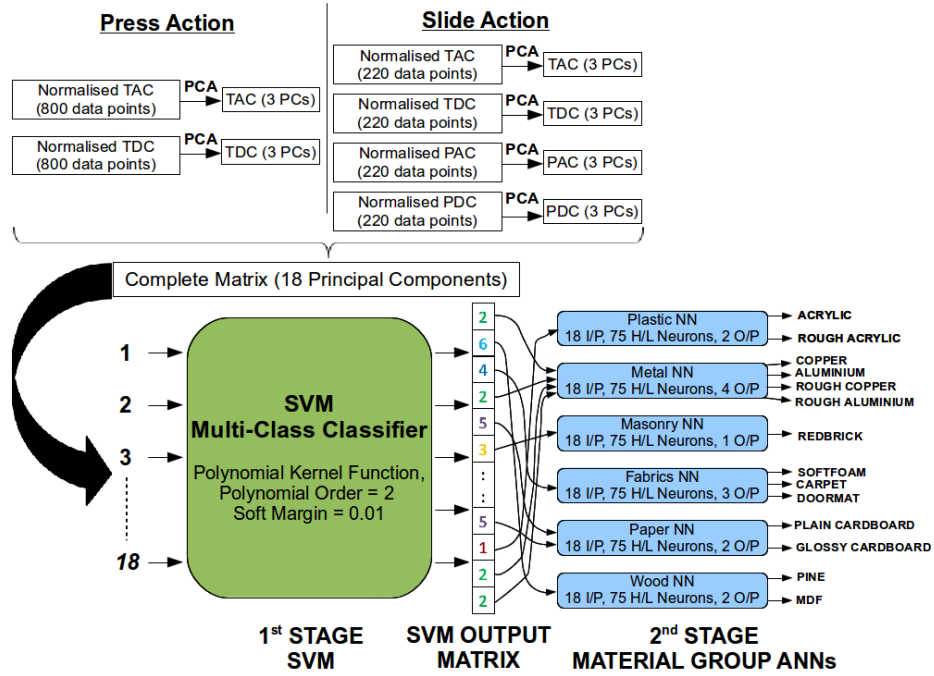 Press Action
Slide Action
Normalised TAC
(800 data points)
PCA
TAC (3 PCs)
Normalised TDC
(800 data points)
PCA
TDC (3 PCs)
Normalised TAC
(220 data points)
PCA
TAC (3 PCs)
Normalised TDC
(220 data points)
PCA
TDC (3 PCs)
Normalised PAC
(220 data points)
PCA
PAC (3 PCs)
Normalised PDC
(220 data points)
PCA
PDC (3 PCs)
Complete Matrix (18 Principal Components)
1
2
3
18
SVM
Multi-Class Classifier
Polynomial Kernel Function,
Polynomial Order = 2
Soft Margin = 0.01
2
6
4
2
5
3
:
:
5
1
2
2
Plastic NN
18 I/P, 75 H/L Neurons, 2 O/P
Metal NN
18 I/P, 75 H/L Neurons, 4 O/P
Masonry NN
18 I/P, 75 H/L Neurons, 1 O/P
Fabrics NN
18 I/P, 75 H/L Neurons, 3 O/P
Paper NN
18 I/P, 75 H/L Neurons, 2 O/P
Wood NN
18 I/P, 75 H/L Neurons, 2 O/P
ACRYLIC
ROUGH ACRYLIC
COPPER
ALUMINIUM
ROUGH COPPER
ROUGH ALUMINIUM
REDBRICK
SOFTFOAM
CARPET
DOORMAT
PLAIN CARDBOARD
GLOSSY CARDBOARD
PINE
MDF
1st STAGE
SVM
SVM OUTPUT
MATRIX
2nd STAGE
MATERIAL GROUP ANNs